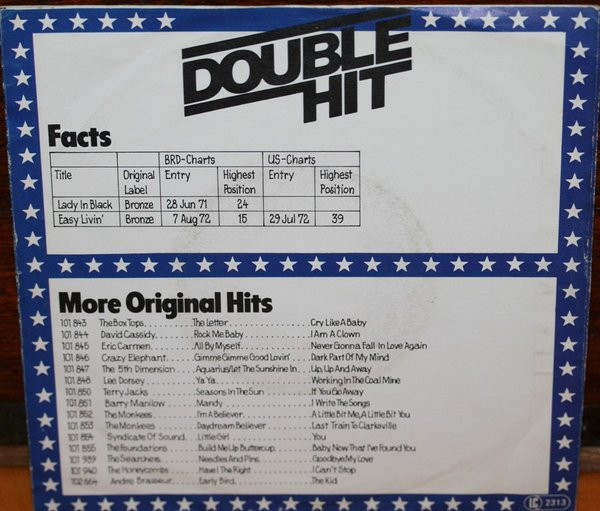 DOUBLE
HIT
Facts
BRD-Charts US-Charts
Title Original Label Entry Highest Position Entry Highest Position
Lady In Black Bronze 28 Jun 71 24
Easy Livin' Bronze 7 Aug 72 15 29 Jul 72 39
More Original Hits
101 843 The Box Tops........The Letter....................Cry Like A Baby
101 844 David Cassidy........Rock Me Baby................I Am A Clown
101 845 Eric Carmen........All By Myself................Never Gonna Fall In Love Again
101 846 Crazy Elephant.....Gimme Gimme Good Lovin'....Dark Part Of My Mind
101 847 The 5th Dimension....Aquarius/Let The Sunshine In..Up, Up And Away
101 848 Lee Dorsey........Ya Ya........................Working In The Coal Mine
101 850 Terry Jacks........Seasons In The Sun...........If You Go Away
101 851 Barry Manilow......Mandy.......................I Write The Songs
101 852 The Monkees........I'm A Believer...............A Little Bit Me, A Little Bit You
101 853 The Monkees........Daydream Believer............Last Train To Clarksville
101 854 Syndicate Of Sound..Little Girl..................You
101 855 The Foundations.....Build Me Up Buttercup........Baby, Now That I've Found You
101 939 The Searchers.......Needles And Pins.............Goodbye My Love
101 940 The Honeycombs....Have I The Right.............I Can't Stop
102 664 André Brasseur......Early Bird...................The Kid
LC 2313